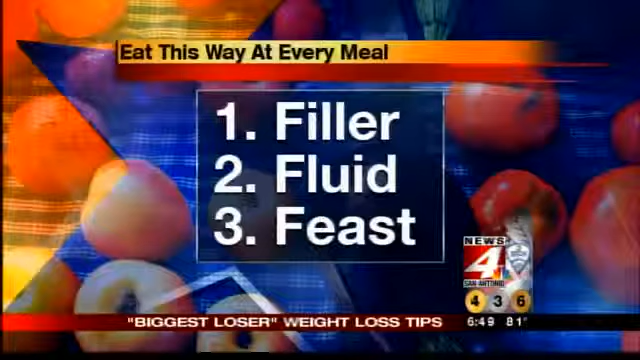 Eat This Way At Every Meal
1. Filler
2. Fluid
3. Feast
NEWS
4
SAN ANTONIO
4 3 6
"BIGGEST LOSER" WEIGHT LOSS TIPS
6:49 81°